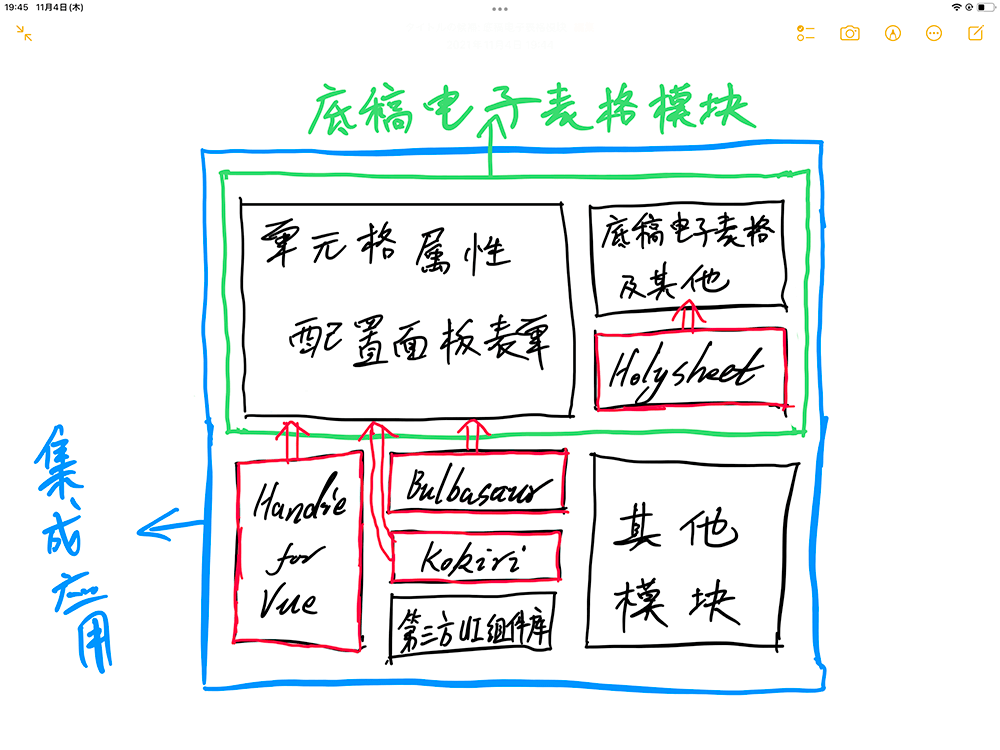 19:45 11月4日(木)
底稿电子表格模块
单元格属性
配置面板表单
底稿电子表格
及其他
Holysheet
集成应用
Handie
for
Vue
Bulbasaur
Kokiri
第三方UI组件库
其他
模块